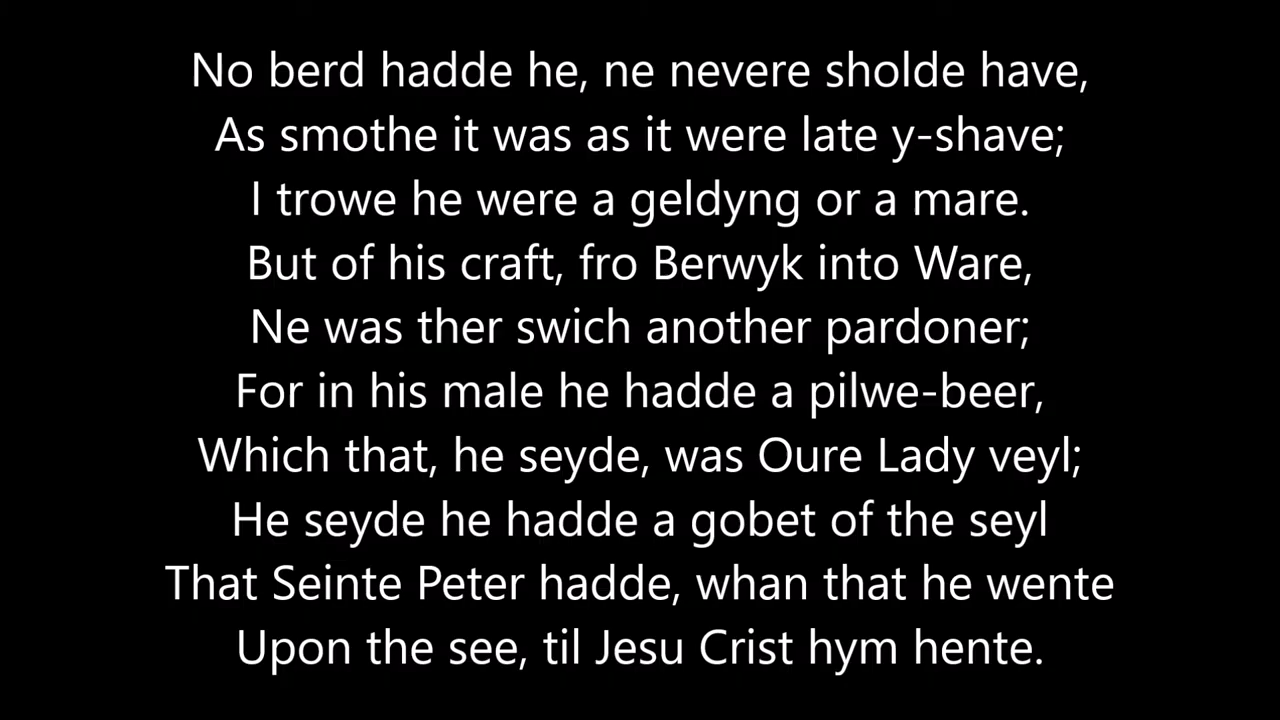 No berd hadde he, ne nevere sholde have,
As smothe it was as it were late y-shave;
I trowe he were a geldyng or a mare.
But of his craft, fro Berwyk into Ware,
Ne was ther swich another pardoner;
For in his male he hadde a pilwe-beer,
Which that, he seyde, was Oure Lady veyl;
He seyde he hadde a gobet of the seyl
That Seinte Peter hadde, whan that he wente
Upon the see, til Jesu Crist hym hente.